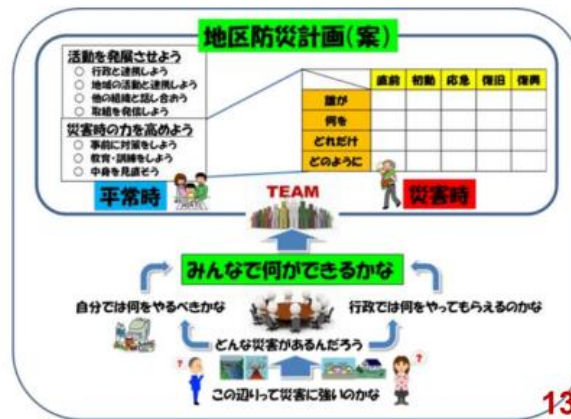 地区防災計画(案)
活動を発展させよう
○ 行政と連携しよう
○ 地域の活動と連携しよう
○ 他の組織と話し合おう
○ 取組を発信しよう
災害時の力を高めよう
○ 事前に対策をしよう
○ 教育・訓練をしよう
○ 中身を見直そう
平常時
直前 初動 応急 復旧 復興
誰が
何を
どれだけ
どのように
災害時
TEAM
みんなで何ができるかな
自分では何をやるべきかな
行政では何をやってもらえるのかな
どんな災害があるんだろう
? ?
この辺りって災害に強いのかな
13